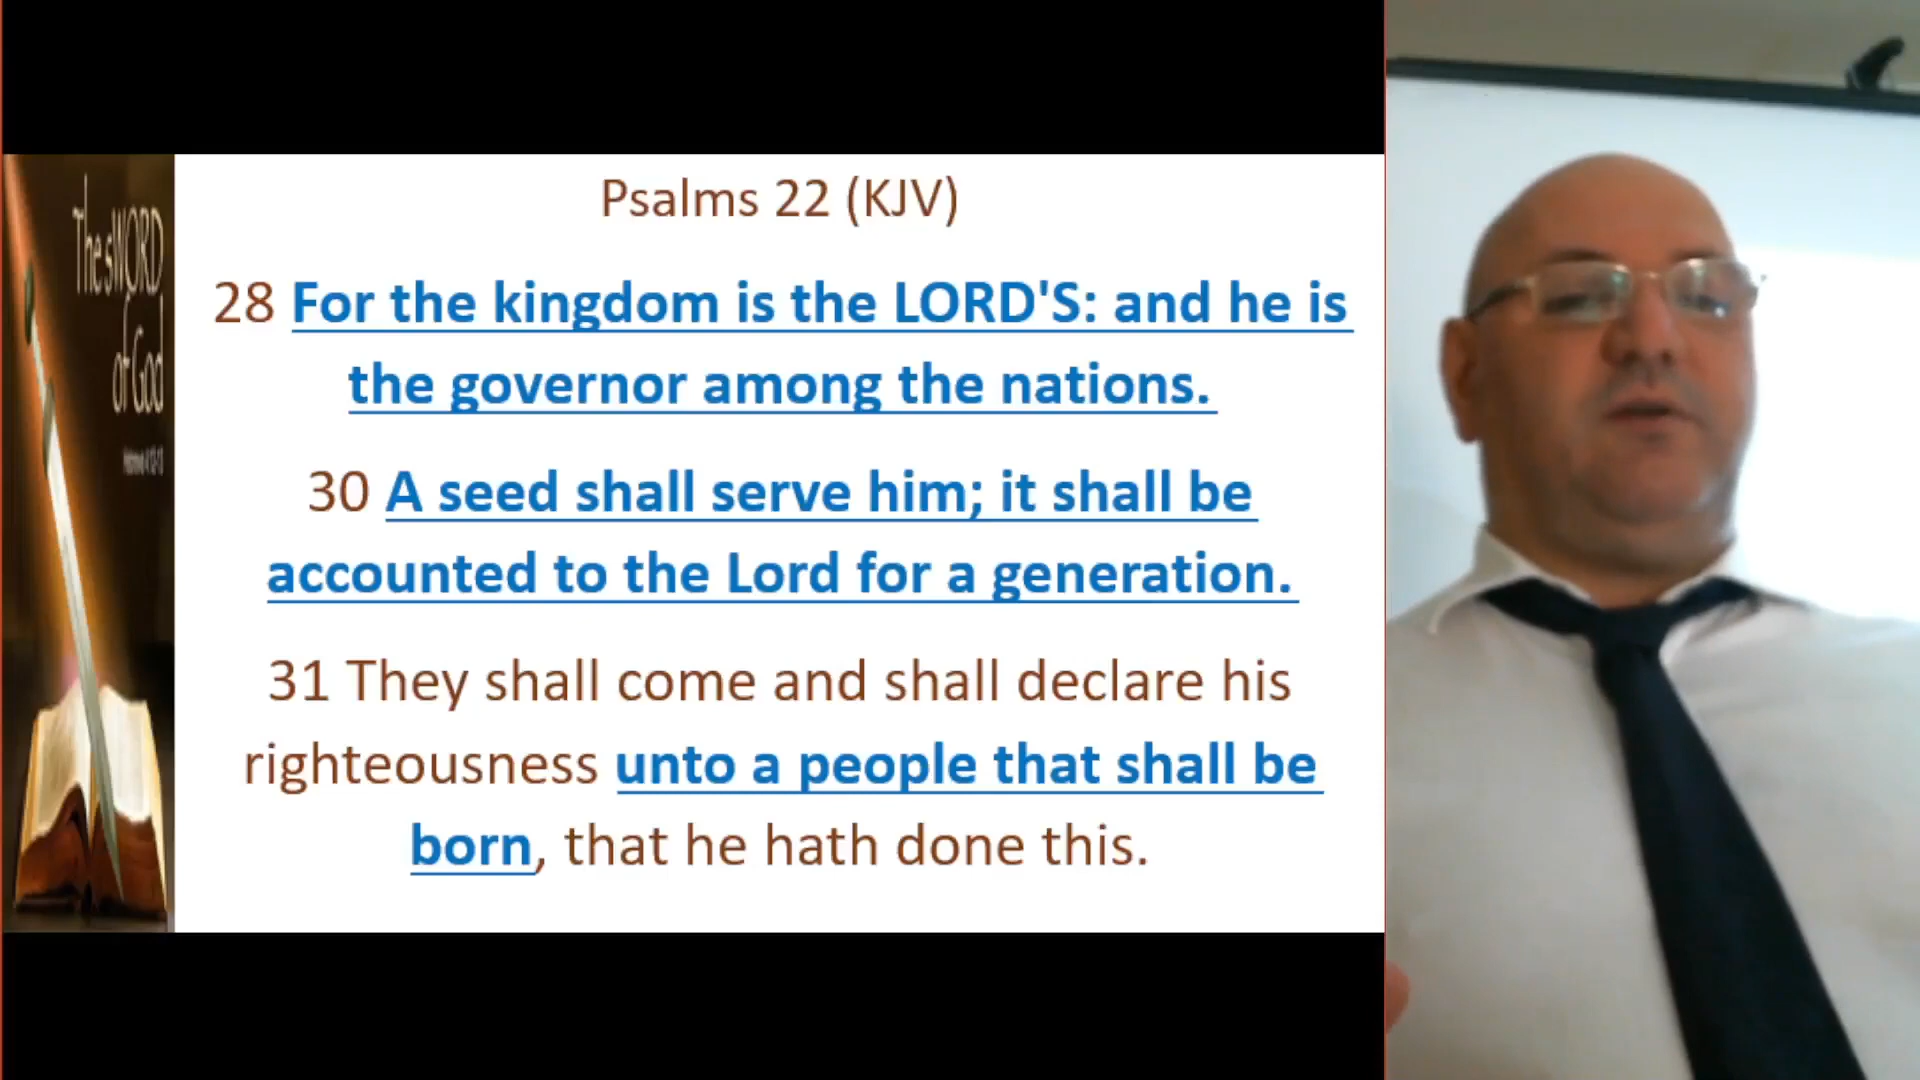 The sWORD
of God
Psalms 22 (KJV)
28 For the kingdom is the LORD'S: and he is
the governor among the nations.
30 A seed shall serve him; it shall be
accounted to the Lord for a generation.
31 They shall come and shall declare his
righteousness unto a people that shall be
born, that he hath done this.